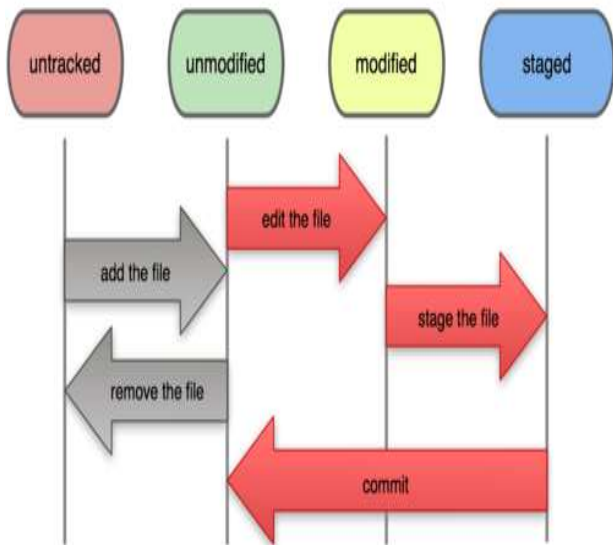 untracked
unmodified
modified
staged
edit the file
add the file
stage the file
remove the file
commit